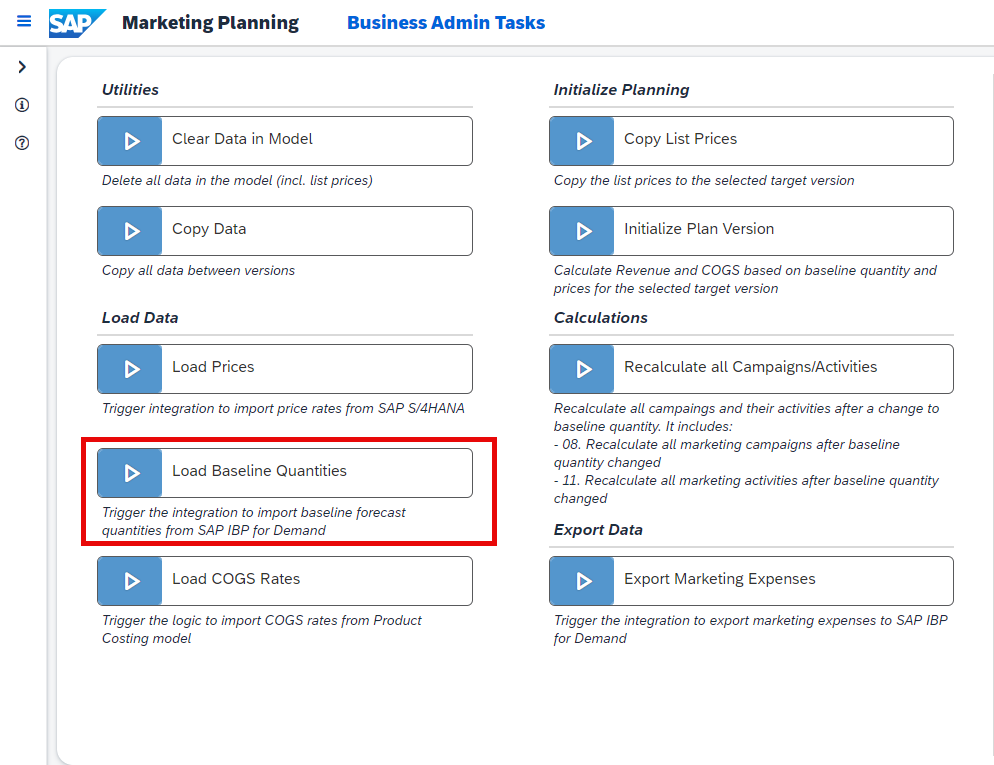 SAP Marketing Planning Business Admin Tasks
Utilities
Clear Data in Model
Delete all data in the model (incl. list prices)
Copy Data
Copy all data between versions
Load Data
Load Prices
Trigger integration to import price rates from SAP S/4HANA
Load Baseline Quantities
Trigger the integration to import baseline forecast
quantities from SAP IBP for Demand
Load COGS Rates
Trigger the logic to import COGS rates from Product
Costing model
Initialize Planning
Copy List Prices
Copy the list prices to the selected target version
Initialize Plan Version
Calculate Revenue and COGS based on baseline quantity and
prices for the selected target version
Calculations
Recalculate all Campaigns/Activities
Recalculate all campaings and their activities after a change to
baseline quantity. It includes:
- 08. Recalculate all marketing campaigns after baseline
quantity changed
- 11. Recalculate all marketing activities after baseline quantity
changed
Export Data
Export Marketing Expenses
Trigger the integration to export marketing expenses to SAP IBP
for Demand